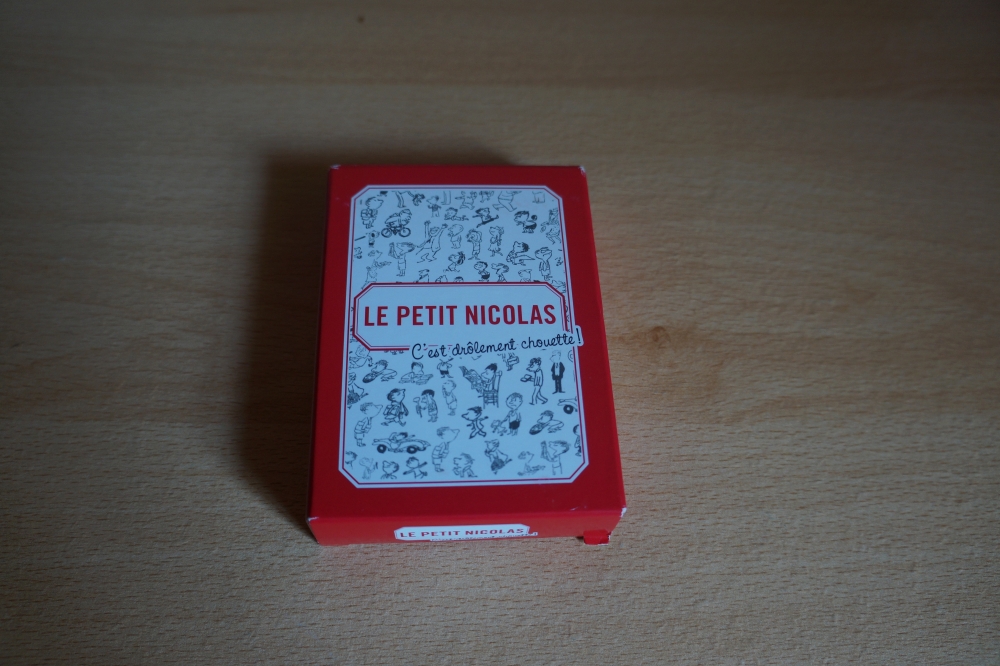 LE PETIT NICOLAS
C'est drôlement chouette !
LE PETIT NICOLAS